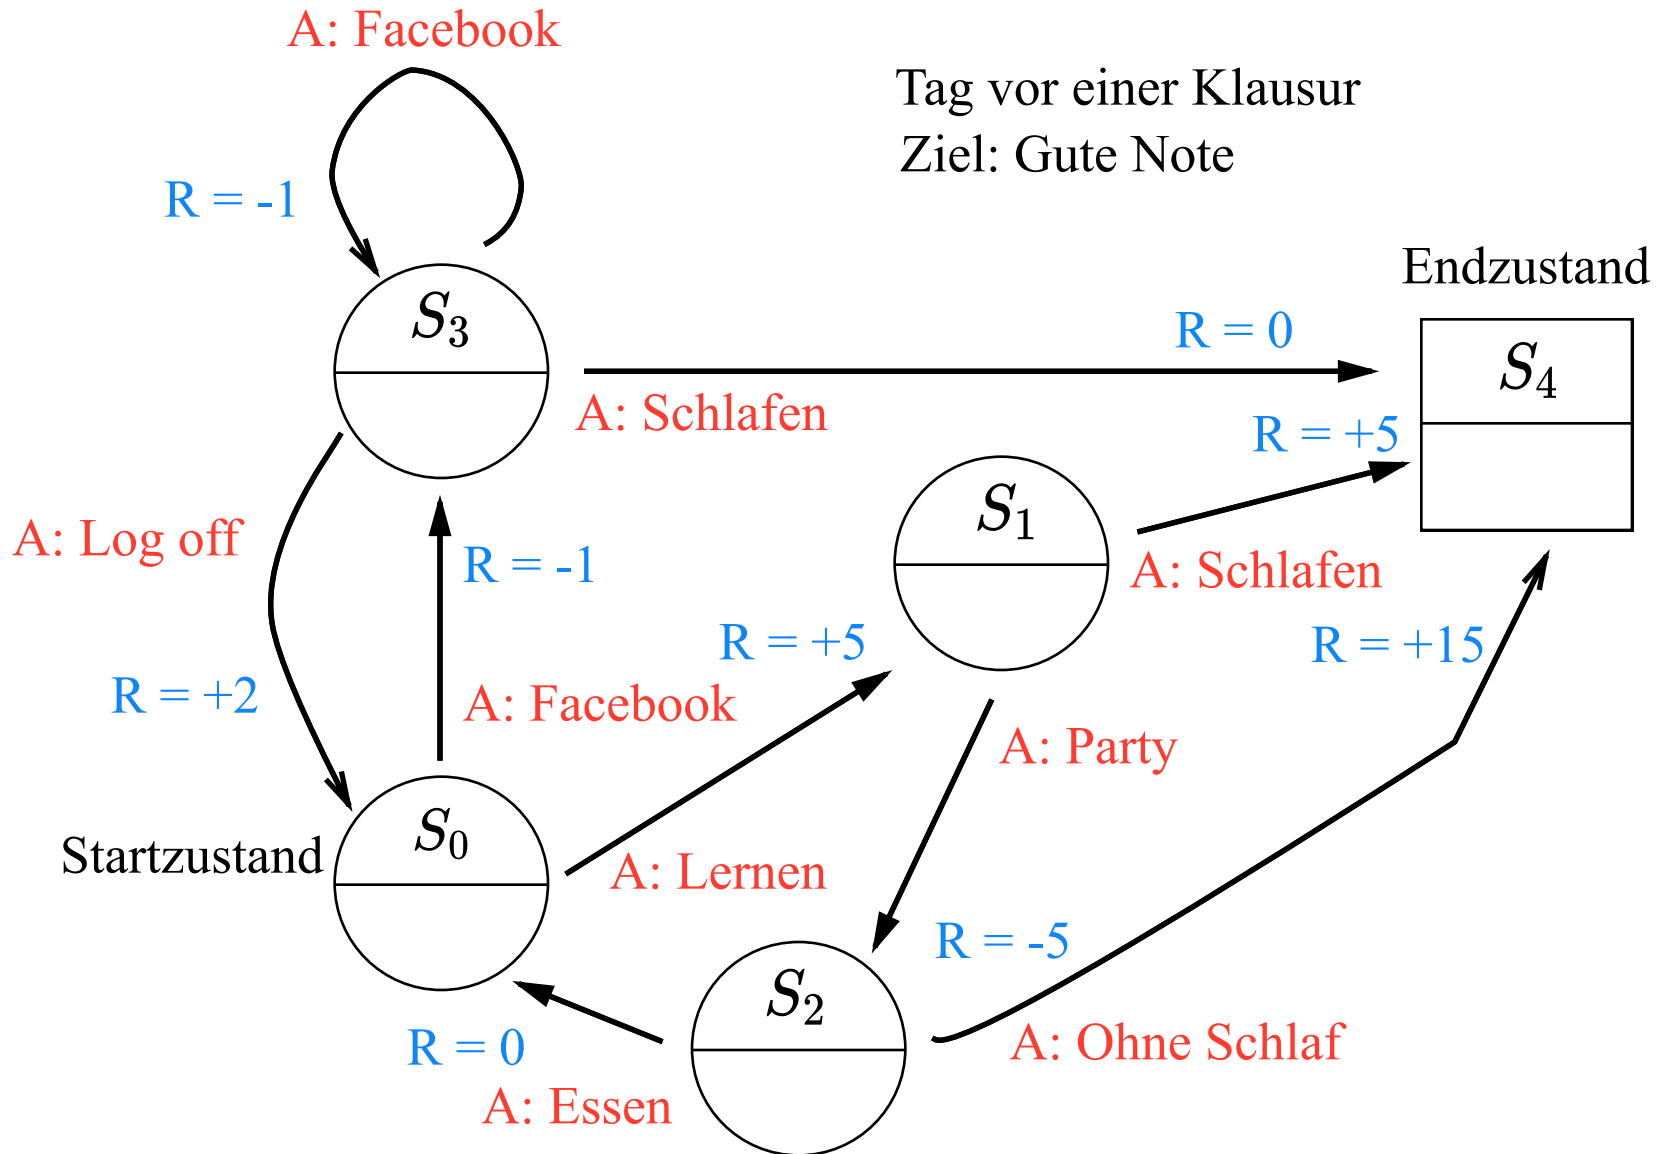 A: Facebook
Tag vor einer Klausur
Ziel: Gute Note
R = -1
Endzustand
S3
R = 0
S4
A: Schlafen
R = +5
S1
A: Log off
R = -1
A: Schlafen
R = +5
R = +15
R = +2
A: Facebook
A: Party
S0
Startzustand
A: Lernen
R = -5
S2
R = 0
A: Ohne Schlaf
A: Essen